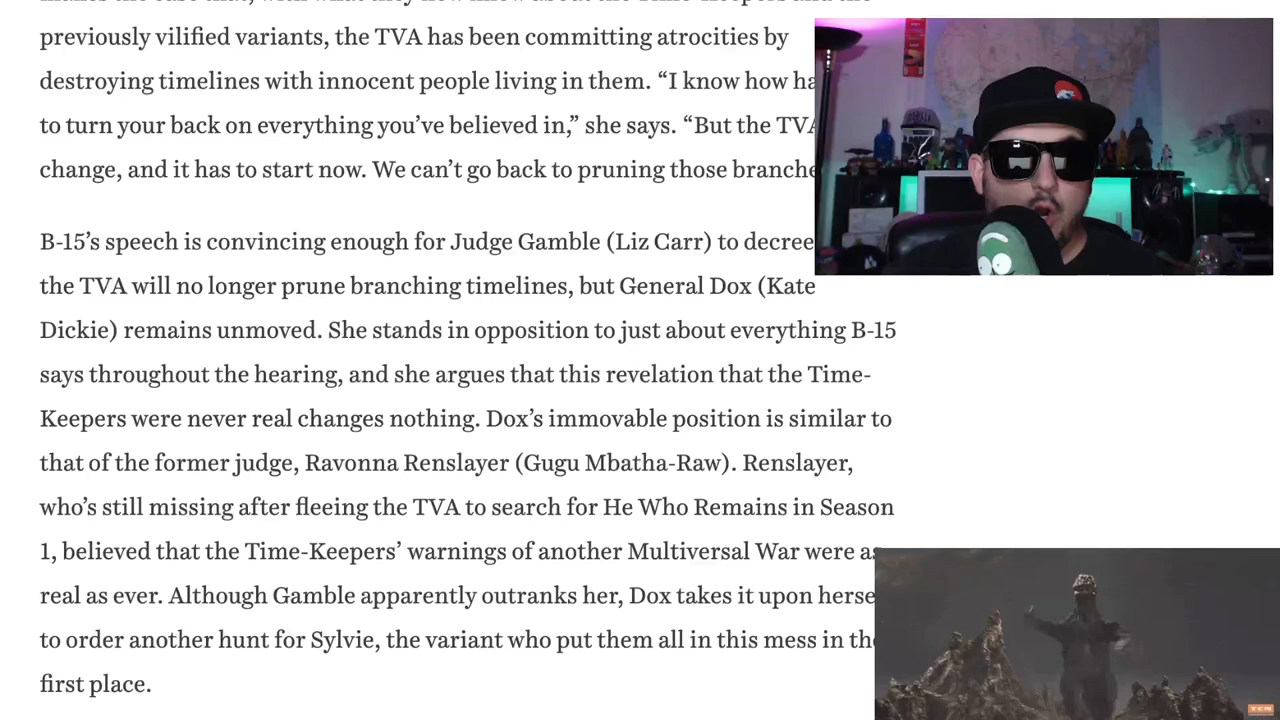 previously vilified variants, the TVA has been committing atrocities by
destroying timelines with innocent people living in them. “I know how ha
to turn your back on everything you’ve believed in,” she says. “But the TVA
change, and it has to start now. We can’t go back to pruning those branche
B-15’s speech is convincing enough for Judge Gamble (Liz Carr) to decree
the TVA will no longer prune branching timelines, but General Dox (Kate
Dickie) remains unmoved. She stands in opposition to just about everything B-15
says throughout the hearing, and she argues that this revelation that the Time-
Keepers were never real changes nothing. Dox’s immovable position is similar to
that of the former judge, Ravonna Renslayer (Gugu Mbatha-Raw). Renslayer,
who’s still missing after fleeing the TVA to search for He Who Remains in Season
1, believed that the Time-Keepers’ warnings of another Multiversal War were as
real as ever. Although Gamble apparently outranks her, Dox takes it upon herse
to order another hunt for Sylvie, the variant who put them all in this mess in the
first place.
TCM